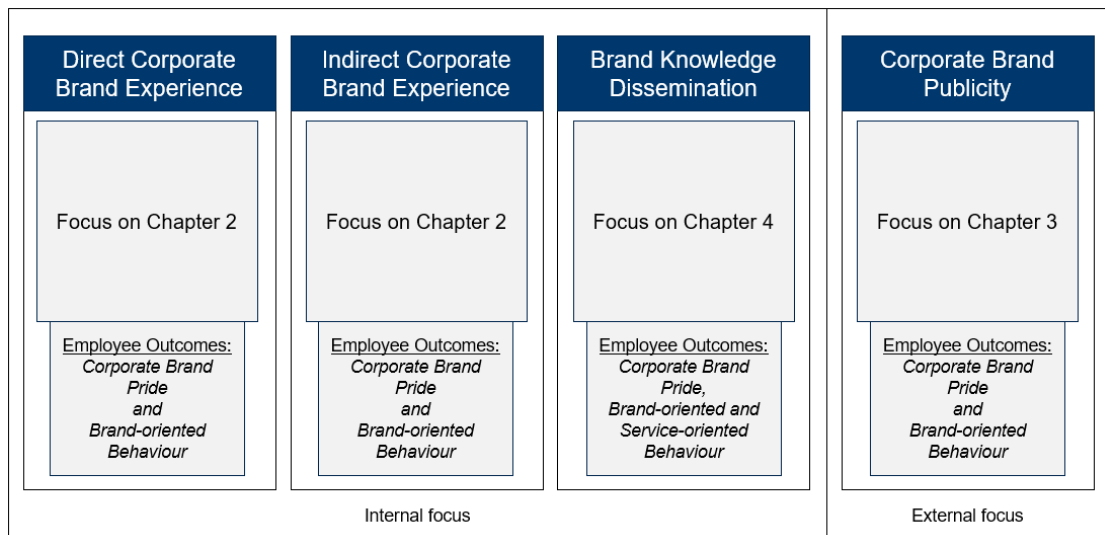 Direct Corporate
Brand Experience
Focus on Chapter 2
Employee Outcomes:
Corporate Brand
Pride
and
Brand-oriented
Behaviour
Indirect Corporate
Brand Experience
Focus on Chapter 2
Employee Outcomes:
Corporate Brand
Pride
and
Brand-oriented
Behaviour
Brand Knowledge
Dissemination
Focus on Chapter 4
Employee Outcomes:
Corporate Brand
Pride,
Brand-oriented and
Service-oriented
Behaviour
Internal focus
Corporate Brand
Publicity
Focus on Chapter 3
Employee Outcomes:
Corporate Brand
Pride
and
Brand-oriented
Behaviour
External focus